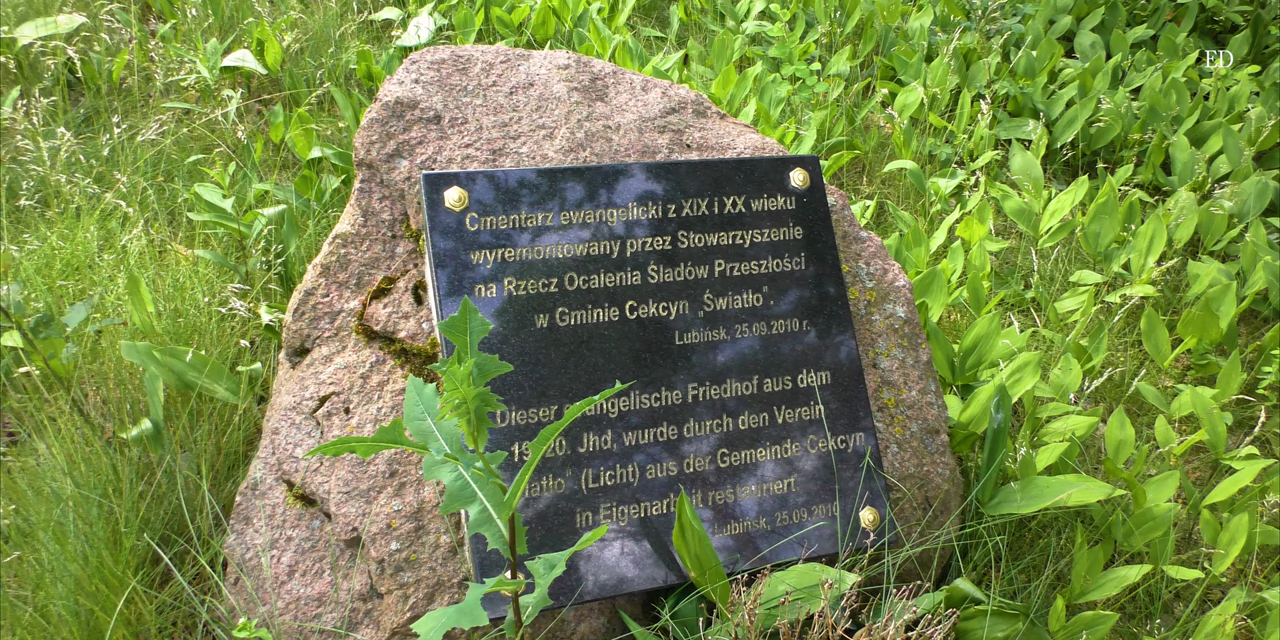 ED
Cmentarz ewangelicki z XIX i XX wieku
wyremontowany przez Stowarzyszenie
na Rzecz Ocalenia Śladów Przeszłości
w Gminie Cekcyn „Światło”.
Lubińsk, 25.09.2010 r.
Dieser evangelische Friedhof aus dem
Jhd, wurde durch den Verein
(Licht) aus der Gemeinde Cekcyn
in Eigenarbeit restauriert
Lubińsk, 25.09.2010